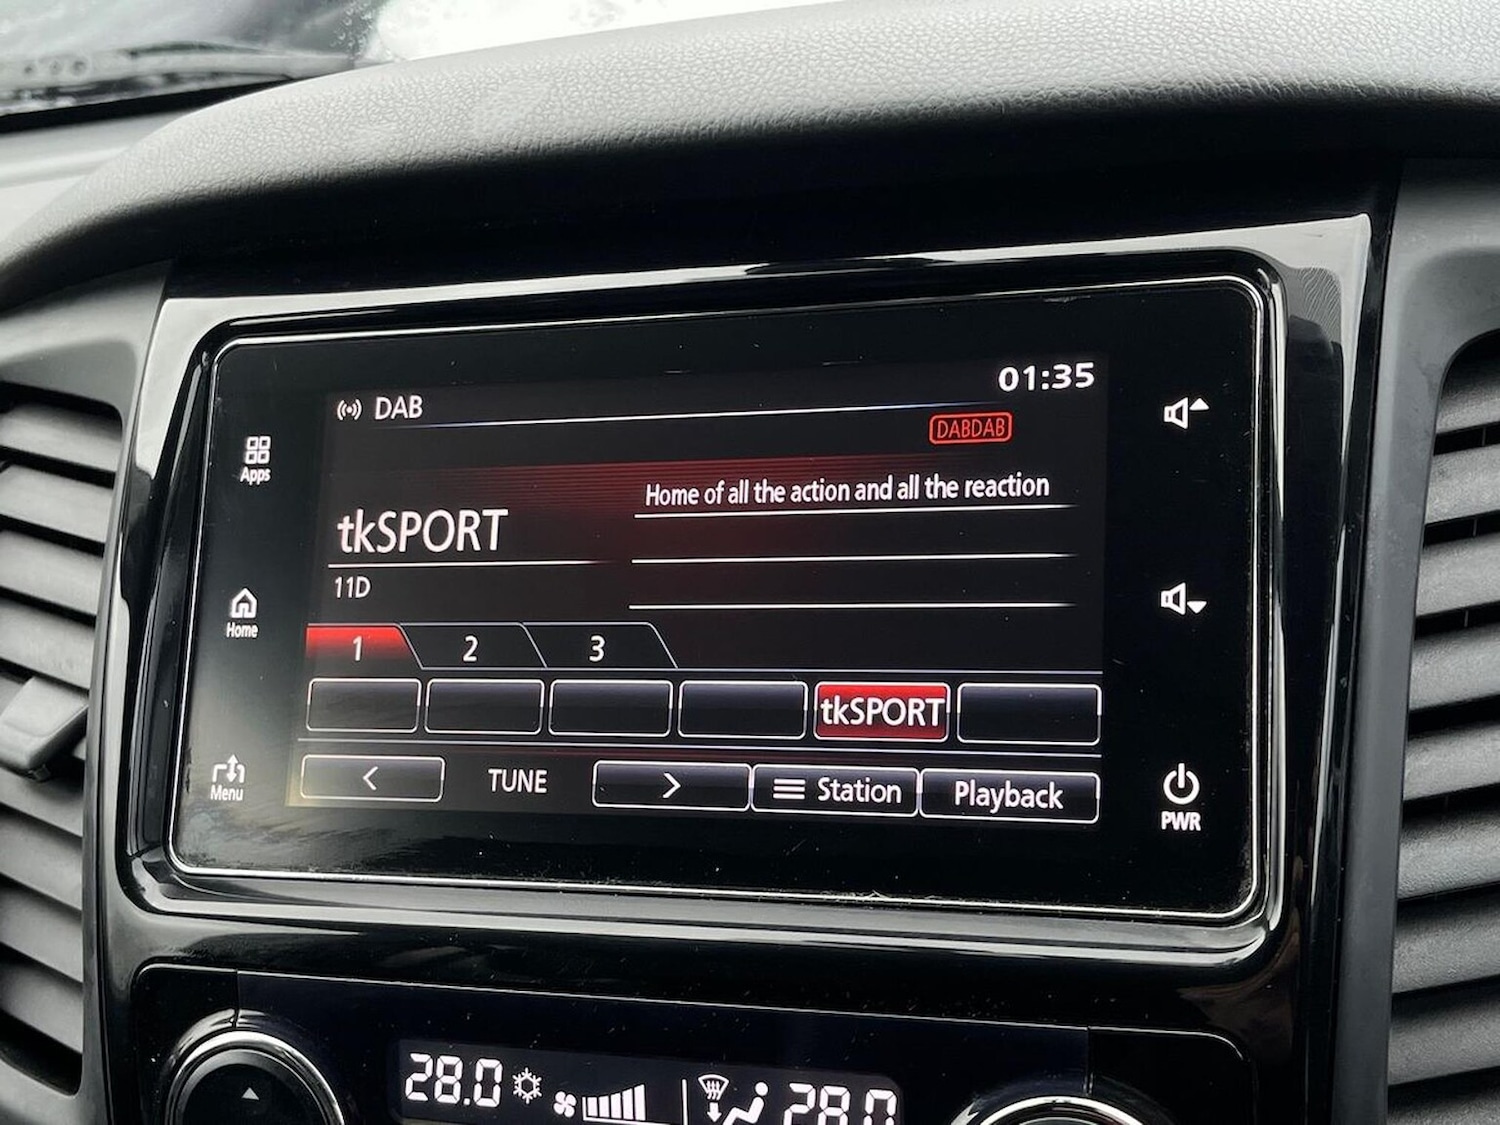 01:35
DAB
DABDAB
Apps
Home of all the action and all the reaction
tkSPORT
11D
Home
1 2 3
tkSPORT
Menu
< TUNE > Station Playback
PWR
28.0 28.0